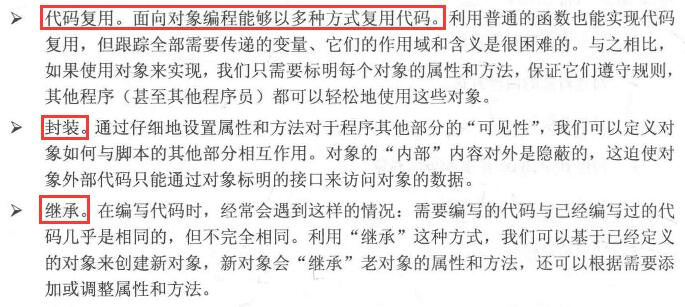 ➢ 代码复用。面向对象编程能够以多种方式复用代码。利用普通的函数也能实现代码
复用，但跟踪全部需要传递的变量、它们的作用域和含义是很困难的。与之相比，
如果使用对象来实现，我们只需要标明每个对象的属性和方法，保证它们遵守规则，
其他程序（甚至其他程序员）都可以轻松地使用这些对象。
➢ 封装。通过仔细地设置属性和方法对于程序其他部分的“可见性”，我们可以定义对
象如何与脚本的其他部分相互作用。对象的“内部”内容对外是隐蔽的，这迫使对
象外部代码只能通过对象标明的接口来访问对象的数据。
➢ 继承。在编写代码时，经常会遇到这样的情况：需要编写的代码与已经编写过的代
码几乎是相同的，但不完全相同。利用“继承”这种方式，我们可以基于已经定义
的对象来创建新对象，新对象会“继承”老对象的属性和方法，还可以根据需要添
加或调整属性和方法。